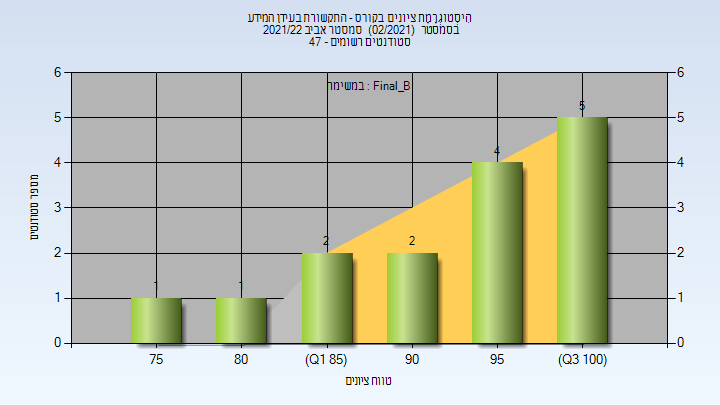 היסטוגרמת ציונים בקורס - התקשורת בעידן המידע
בסמסטר (02/2021) סמסטר אביב 2021/22
סטודנטים רשומים - 47
במשימה : Final_B
6 6
5 5 5
4 4 4
מספר סטודנטים
3 3
2 2 2 2
1 1 1 1
0 0
75 80 (Q1 85) 90 95 (Q3 100)
טווח ציונים